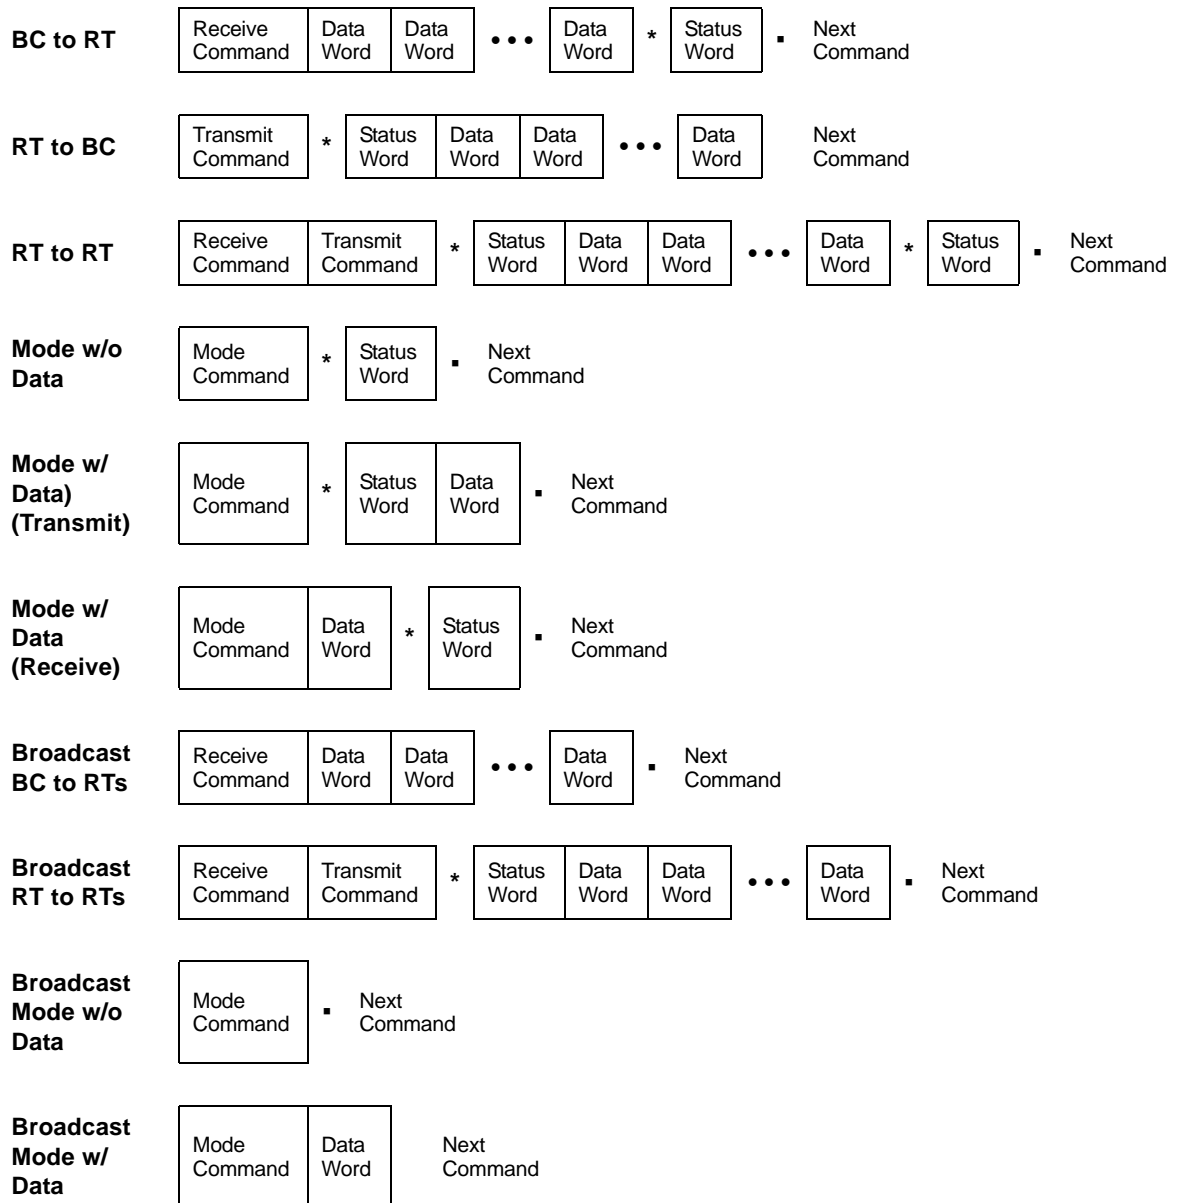 BC to RT
Receive Command
Data Word
Data Word
• • •
Data Word
*
Status Word
▪
Next Command
RT to BC
Transmit Command
*
Status Word
Data Word
Data Word
• • •
Data Word
Next Command
RT to RT
Receive Command
Transmit Command
*
Status Word
Data Word
Data Word
• • •
Data Word
*
Status Word
▪
Next Command
Mode w/o
Data
Mode Command
*
Status Word
▪
Next Command
Mode w/
Data)
(Transmit)
Mode Command
*
Status Word
Data Word
▪
Next Command
Mode w/
Data
(Receive)
Mode Command
Data Word
*
Status Word
▪
Next Command
Broadcast
BC to RTs
Receive Command
Data Word
Data Word
• • •
Data Word
▪
Next Command
Broadcast
RT to RTs
Receive Command
Transmit Command
*
Status Word
Data Word
Data Word
• • •
Data Word
▪
Next Command
Broadcast
Mode w/o
Data
Mode Command
▪
Next Command
Broadcast
Mode w/
Data
Mode Command
Data Word
Next Command